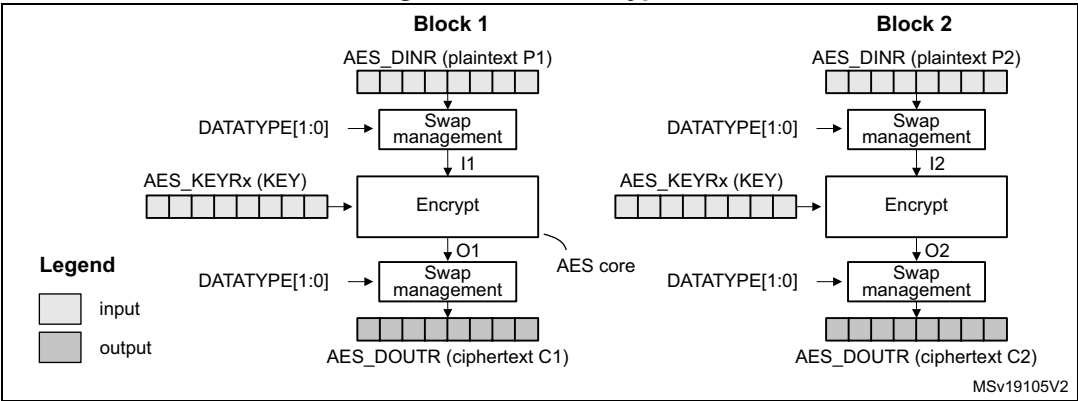 Block 1
Block 2
AES_DINR (plaintext P1)
AES_DINR (plaintext P2)
DATATYPE[1:0]
Swap
management
DATATYPE[1:0]
Swap
management
I1
I2
AES_KEYRx (KEY)
Encrypt
AES_KEYRx (KEY)
Encrypt
O1
AES core
O2
Legend
DATATYPE[1:0]
Swap
management
DATATYPE[1:0]
Swap
management
input
output
AES_DOUTR (ciphertext C1)
AES_DOUTR (ciphertext C2)
MSv19105V2